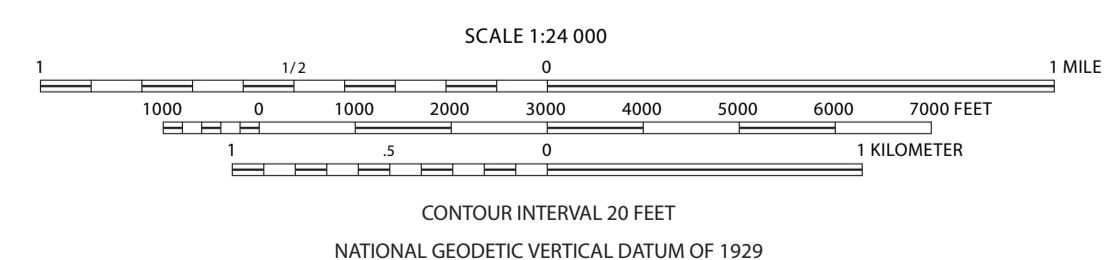 SCALE 1:24 000
1 1/2 0 1 MILE
1000 0 1000 2000 3000 4000 5000 6000 7000 FEET
1 .5 0 1 KILOMETER
CONTOUR INTERVAL 20 FEET
NATIONAL GEODETIC VERTICAL DATUM OF 1929